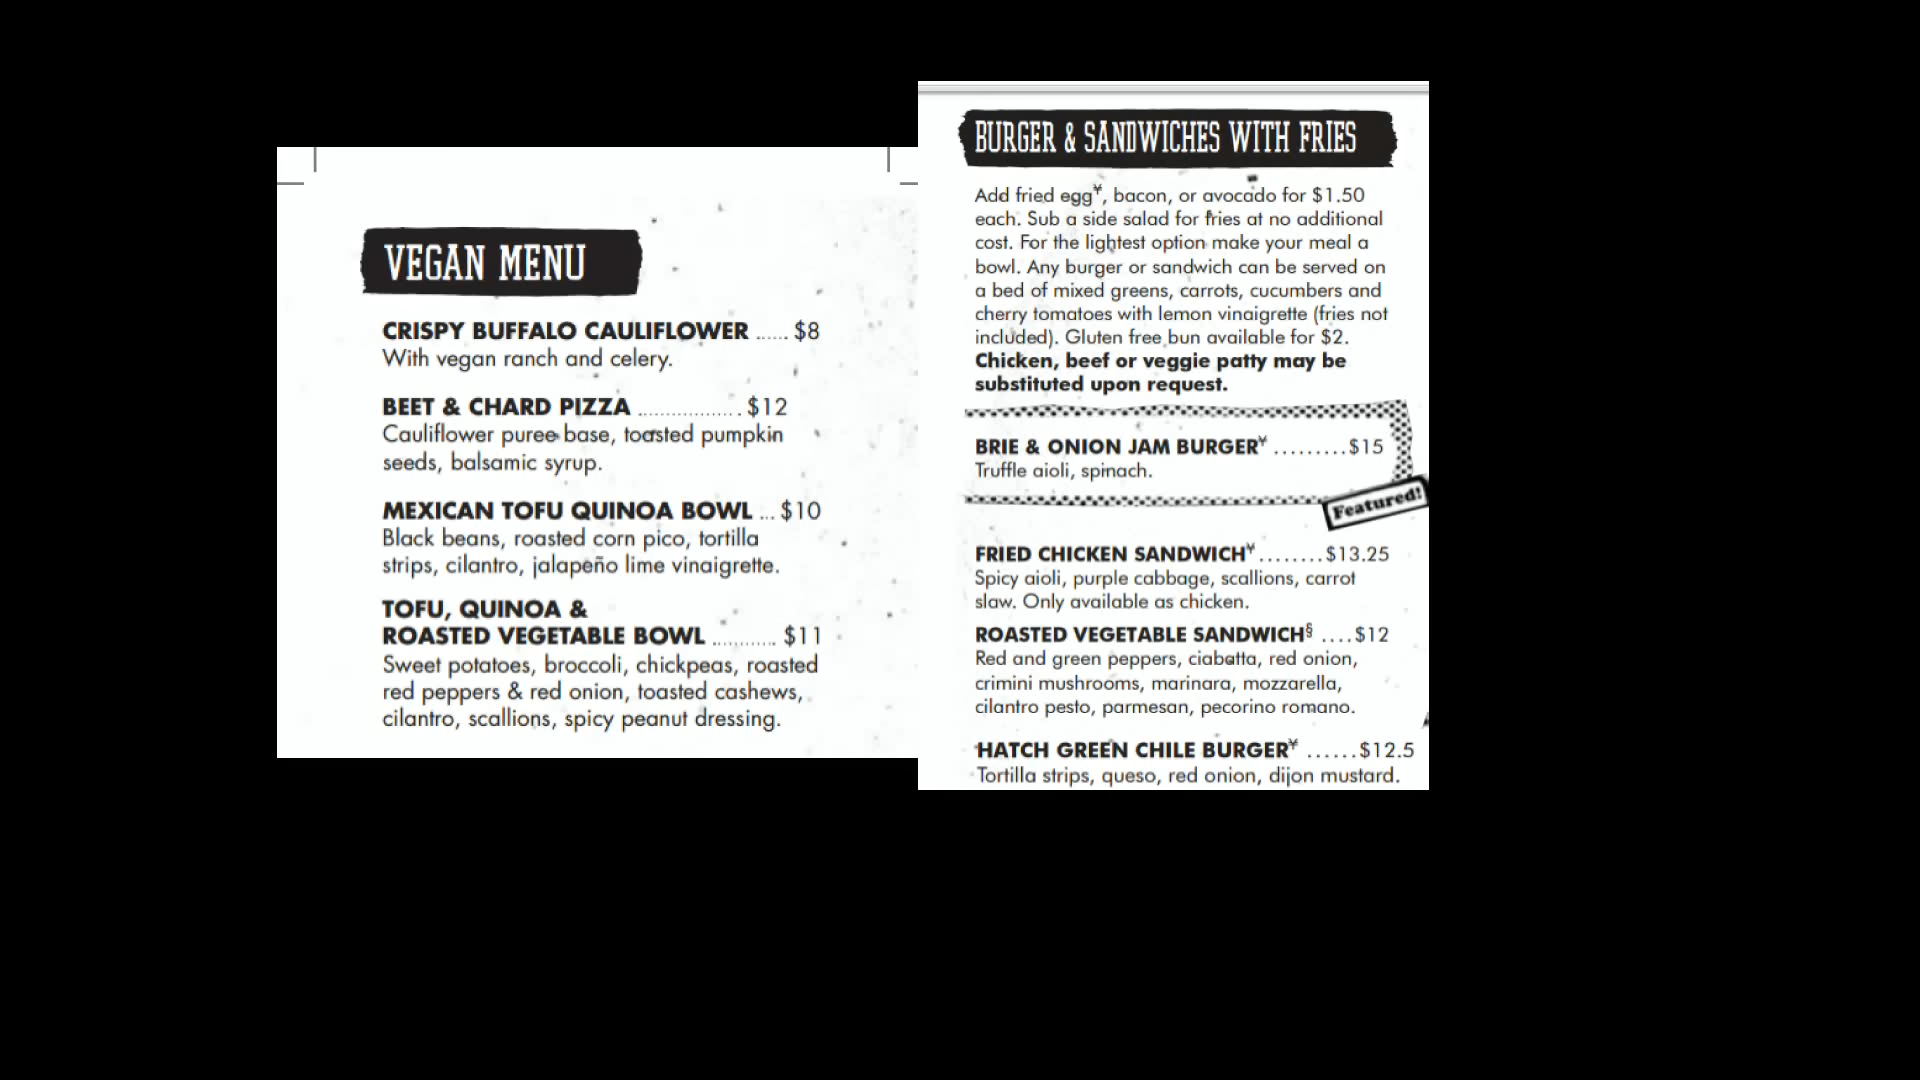 VEGAN MENU
CRISPY BUFFALO CAULIFLOWER ...... $8
With vegan ranch and celery.
BEET & CHARD PIZZA .................. $12
Cauliflower puree base, toasted pumpkin
seeds, balsamic syrup.
MEXICAN TOFU QUINOA BOWL ... $10
Black beans, roasted corn pico, tortilla
strips, cilantro, jalapeño lime vinaigrette.
TOFU, QUINOA &
ROASTED VEGETABLE BOWL ........... $11
Sweet potatoes, broccoli, chickpeas, roasted
red peppers & red onion, toasted cashews,
cilantro, scallions, spicy peanut dressing.
BURGER & SANDWICHES WITH FRIES
Add fried egg¥, bacon, or avocado for $1.50
each. Sub a side salad for fries at no additional
cost. For the lightest option make your meal a
bowl. Any burger or sandwich can be served on
a bed of mixed greens, carrots, cucumbers and
cherry tomatoes with lemon vinaigrette (fries not
included). Gluten free bun available for $2.
Chicken, beef or veggie patty may be
substituted upon request.
BRIE & ONION JAM BURGER¥ .........$15
Truffle aioli, spinach.
Featured!
FRIED CHICKEN SANDWICH¥........$13.25
Spicy aioli, purple cabbage, scallions, carrot
slaw. Only available as chicken.
ROASTED VEGETABLE SANDWICH§ ....$12
Red and green peppers, ciabatta, red onion,
crimini mushrooms, marinara, mozzarella,
cilantro pesto, parmesan, pecorino romano.
HATCH GREEN CHILE BURGER¥ ......$12.5
Tortilla strips, queso, red onion, dijon mustard.